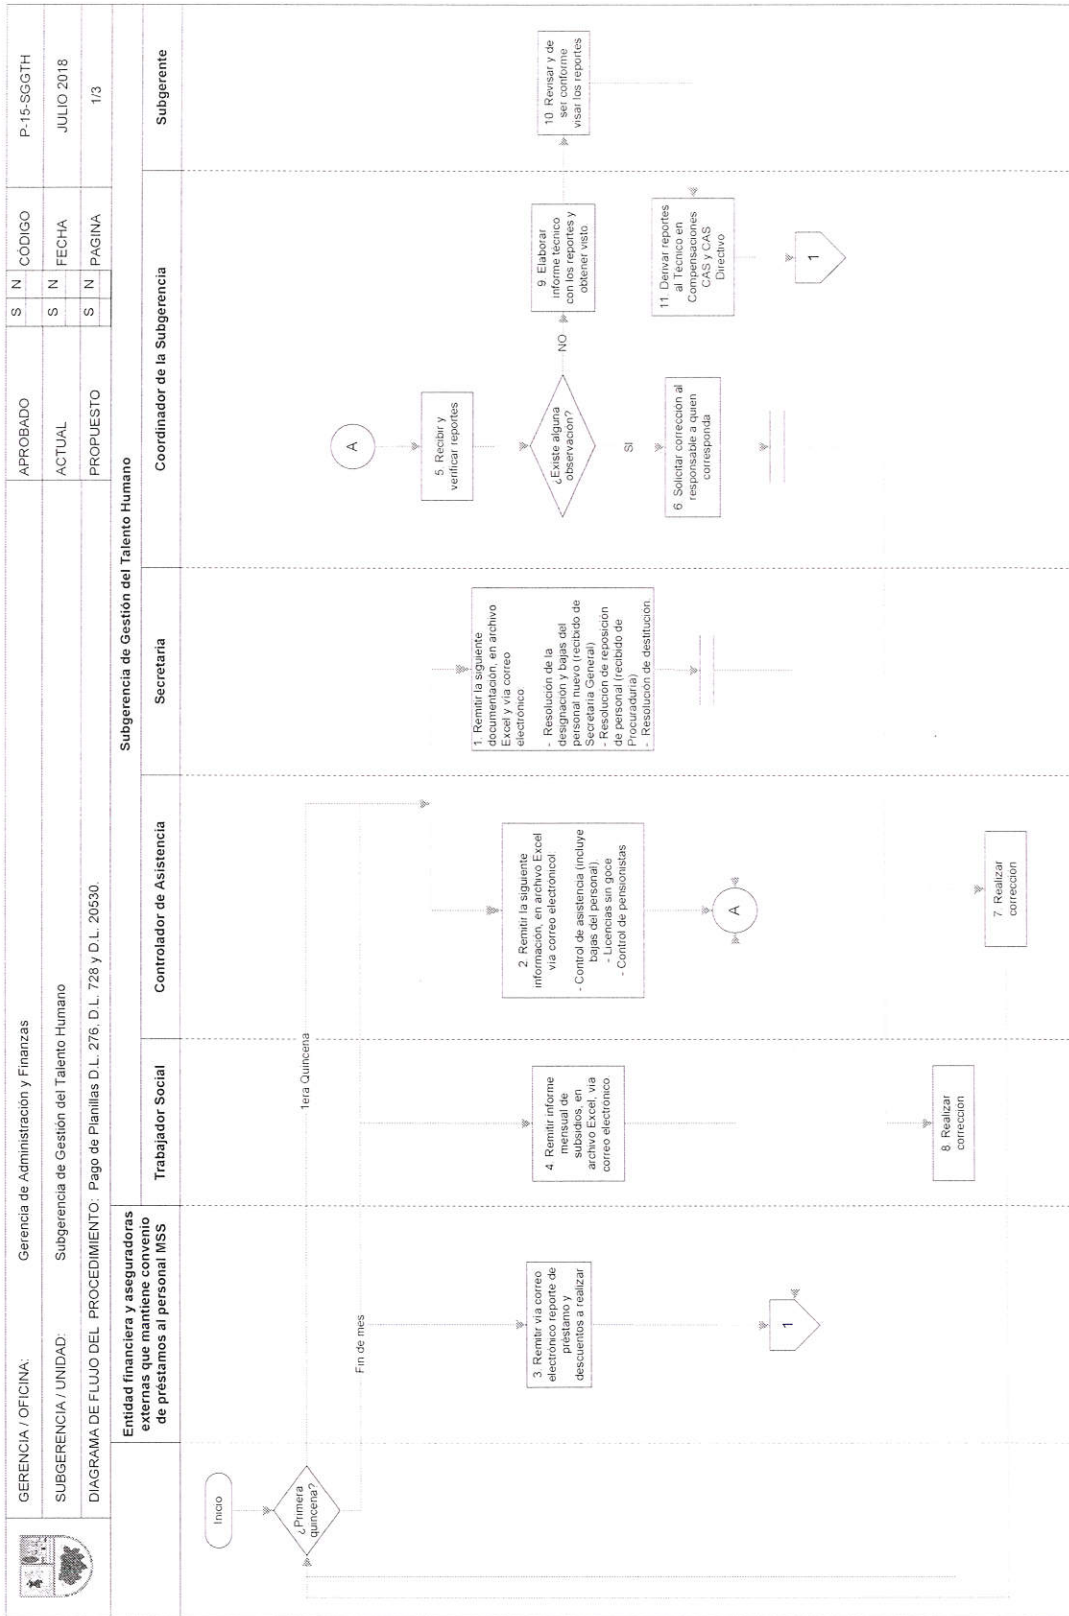 GERENCIA / OFICINA: Gerencia de Administración y Finanzas APROBADO S N CÓDIGO P-15-SGGTH
SUBGERENCIA / UNIDAD: Subgerencia de Gestión del Talento Humano ACTUAL S N FECHA JULIO 2018
DIAGRAMA DE FLUJO DEL PROCEDIMIENTO: Pago de Planillas D.L. 276, D.L. 728 y D.L. 20530. PROPUESTO S N PAGINA 1/3
Entidad financiera y aseguradoras
externas que mantiene convenio
de préstamos al personal MSS
Subgerencia de Gestión del Talento Humano
Trabajador Social
Controlador de Asistencia
Secretaria
Coordinador de la Subgerencia
Subgerente
Inicio
¿Primera
quincena?
1era Quincena
Fin de mes
3. Remitir via correo
electrónico reporte de
préstamo y
descuentos a realizar
1
4. Remitir informe
mensual de
subsidios, en
archivo Excel, via
correo electrónico
8. Realizar
corrección
2. Remitir la siguiente
información, en archivo Excel
via correo electrónicol:
- Control de asistencia (incluye
bajas del personal)
- Licencias sin goce
- Control de pensionistas
A
7. Realizar
corrección
1. Remitir la siguiente
documentación, en archivo
Excel y vía correo
electrónico:
- Resolución de la
designación y bajas del
personal nuevo (recibido de
Secretaria General)
- Resolución de reposición
de personal (recibido de
Procuraduria)
- Resolución de destitución.
A
5. Recibir y
verificar reportes
¿Existe alguna
observación?
NO
SI
6. Solicitar corrección al
responsable a quien
corresponda
9. Elaborar
informe técnico
con los reportes y
obtener visto.
10. Revisar y de
ser conforme
visar los reportes
11. Derivar reportes
al Técnico en
Compensaciones
CAS y CAS
Directivo
1